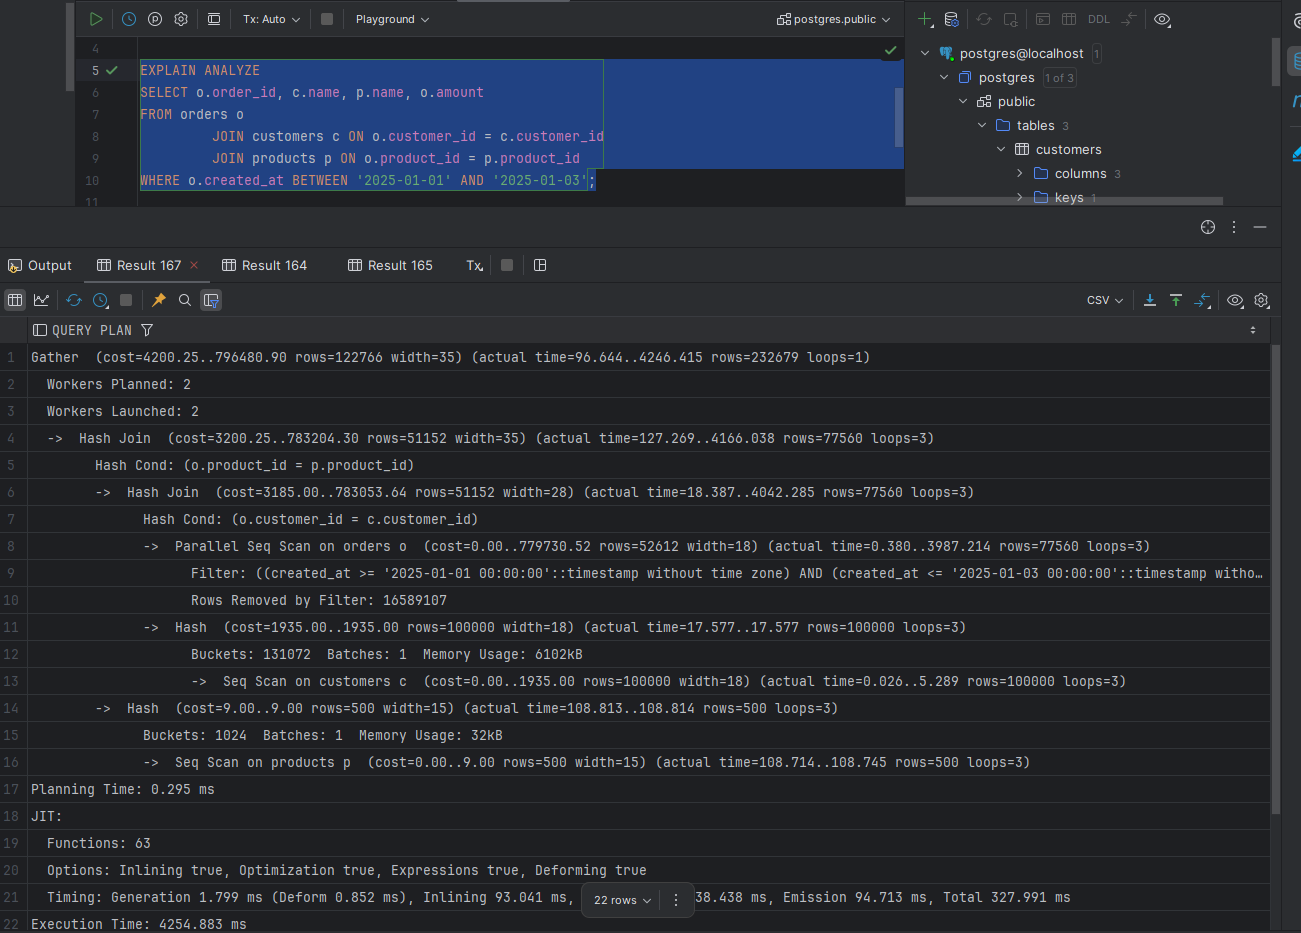 Tx: Auto
Playground
postgres.public
DDL
4
5 EXPLAIN ANALYZE
6 SELECT o.order_id, c.name, p.name, o.amount
7 FROM orders o
8 JOIN customers c ON o.customer_id = c.customer_id
9 JOIN products p ON o.product_id = p.product_id
10 WHERE o.created_at BETWEEN '2025-01-01' AND '2025-01-03';
11
postgres@localhost 1
postgres 1 of 3
public
tables 3
customers
columns 3
keys 1
Output
Result 167
Result 164
Result 165
Tx
CSV
QUERY PLAN
1 Gather (cost=4200.25..796480.90 rows=122766 width=35) (actual time=96.644..4246.415 rows=232679 loops=1)
2 Workers Planned: 2
3 Workers Launched: 2
4 -> Hash Join (cost=3200.25..783204.30 rows=51152 width=35) (actual time=127.269..4166.038 rows=77560 loops=3)
5 Hash Cond: (o.product_id = p.product_id)
6 -> Hash Join (cost=3185.00..783053.64 rows=51152 width=28) (actual time=18.387..4042.285 rows=77560 loops=3)
7 Hash Cond: (o.customer_id = c.customer_id)
8 -> Parallel Seq Scan on orders o (cost=0.00..779730.52 rows=52612 width=18) (actual time=0.380..3987.214 rows=77560 loops=3)
9 Filter: ((created_at >= '2025-01-01 00:00:00'::timestamp without time zone) AND (created_at <= '2025-01-03 00:00:00'::timestamp witho…
10 Rows Removed by Filter: 16589107
11 -> Hash (cost=1935.00..1935.00 rows=100000 width=18) (actual time=17.577..17.577 rows=100000 loops=3)
12 Buckets: 131072 Batches: 1 Memory Usage: 6102kB
13 -> Seq Scan on customers c (cost=0.00..1935.00 rows=100000 width=18) (actual time=0.026..5.289 rows=100000 loops=3)
14 -> Hash (cost=9.00..9.00 rows=500 width=15) (actual time=108.813..108.814 rows=500 loops=3)
15 Buckets: 1024 Batches: 1 Memory Usage: 32kB
16 -> Seq Scan on products p (cost=0.00..9.00 rows=500 width=15) (actual time=108.714..108.745 rows=500 loops=3)
17 Planning Time: 0.295 ms
18 JIT:
19 Functions: 63
20 Options: Inlining true, Optimization true, Expressions true, Deforming true
21 Timing: Generation 1.799 ms (Deform 0.852 ms), Inlining 93.041 ms, 38.438 ms, Emission 94.713 ms, Total 327.991 ms
22 rows
22 Execution Time: 4254.883 ms